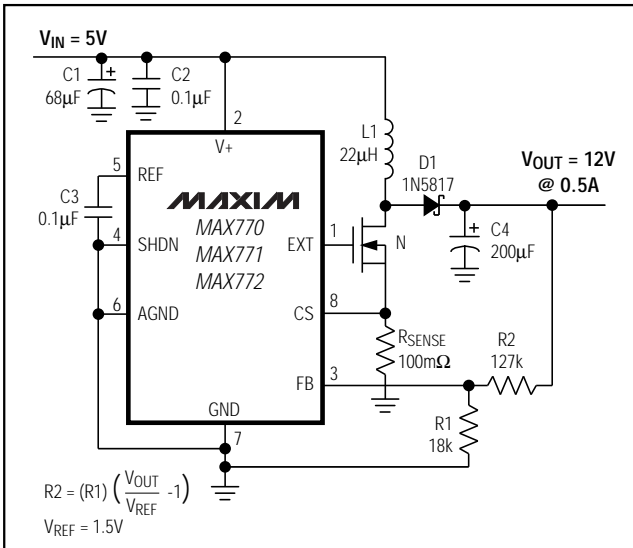 VIN = 5V
C1
68µF
+
C2
0.1µF
2
V+
L1
22µH
D1
1N5817
VOUT = 12V
@ 0.5A
5
REF
C3
0.1µF
MAXIM
MAX770
MAX771
MAX772
4
SHDN
EXT
1
N
+
C4
200µF
6
AGND
CS
8
RSENSE
100mΩ
R2
127k
FB
3
GND
7
R1
18k
R2 = (R1) ( VOUT / VREF -1 )
VREF = 1.5V